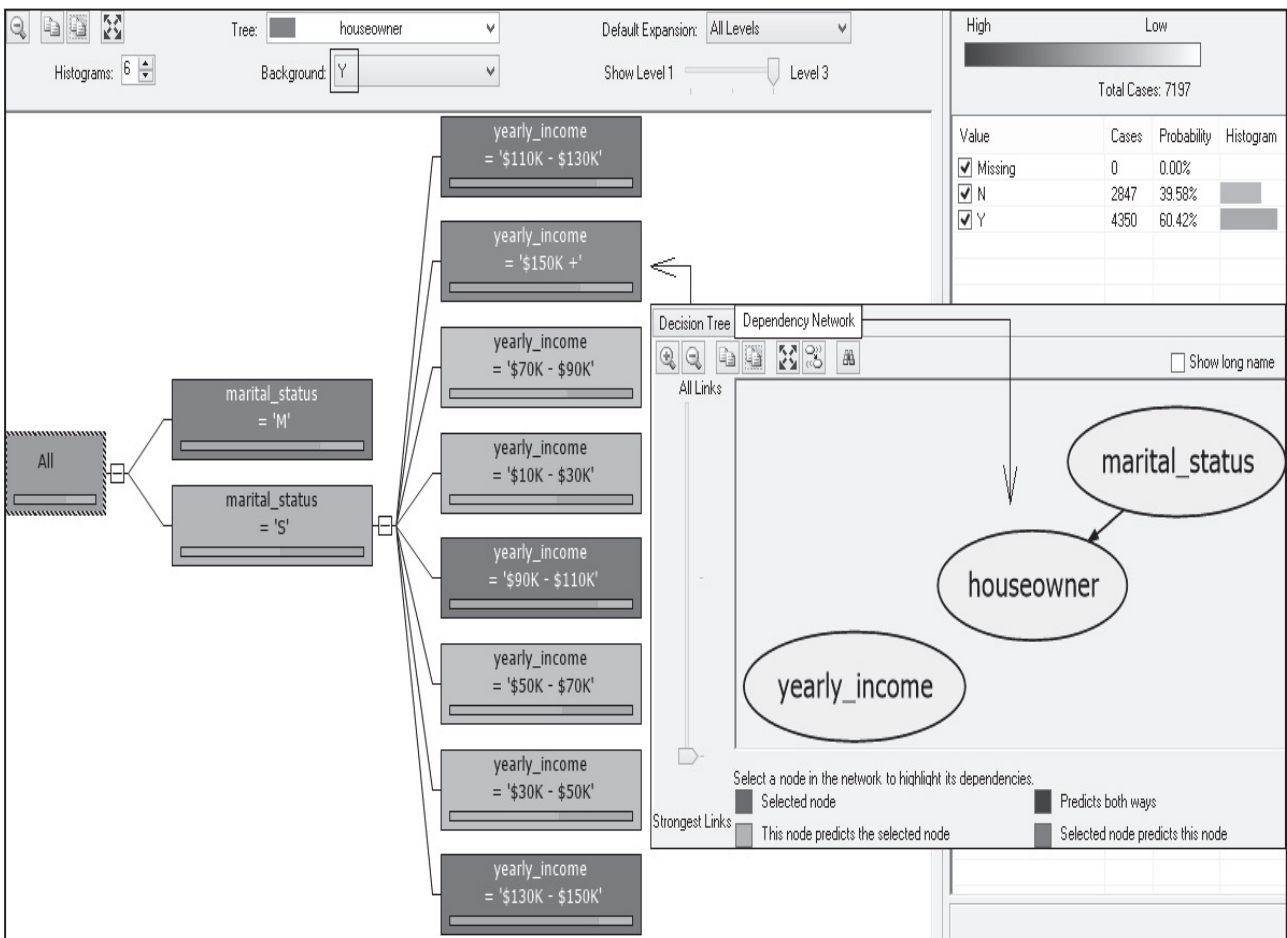 Tree: houseowner
Default Expansion: All Levels
Histograms: 6
Background: Y
Show Level 1 Level 3
High Low
Total Cases: 7197
Value Cases Probability Histogram
Missing 0 0.00%
N 2847 39.58%
Y 4350 60.42%
All
marital_status
= 'M'
marital_status
= 'S'
yearly_income
= '$110K - $130K'
yearly_income
= '$150K +'
yearly_income
= '$70K - $90K'
yearly_income
= '$10K - $30K'
yearly_income
= '$90K - $110K'
yearly_income
= '$50K - $70K'
yearly_income
= '$30K - $50K'
yearly_income
= '$130K - $150K'
Decision Tree Dependency Network
Show long name
All Links
marital_status
houseowner
yearly_income
Strongest Links
Select a node in the network to highlight its dependencies.
Selected node Predicts both ways
This node predicts the selected node Selected node predicts this node